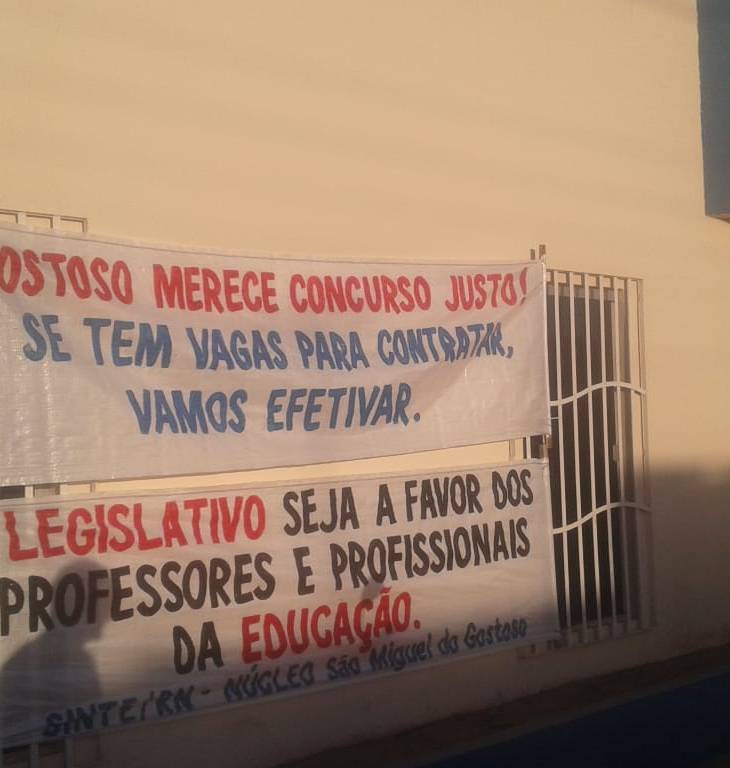 OSTOSO MERECE CONCURSO JUSTO!
SE TEM VAGAS PARA CONTRATAR,
VAMOS EFETIVAR.
LEGISLATIVO SEJA A FAVOR DOS
PROFESSORES E PROFISSIONAIS
DA EDUCAÇÃO.
SINTE/RN - NÚCLEO São Miguel do Gostoso